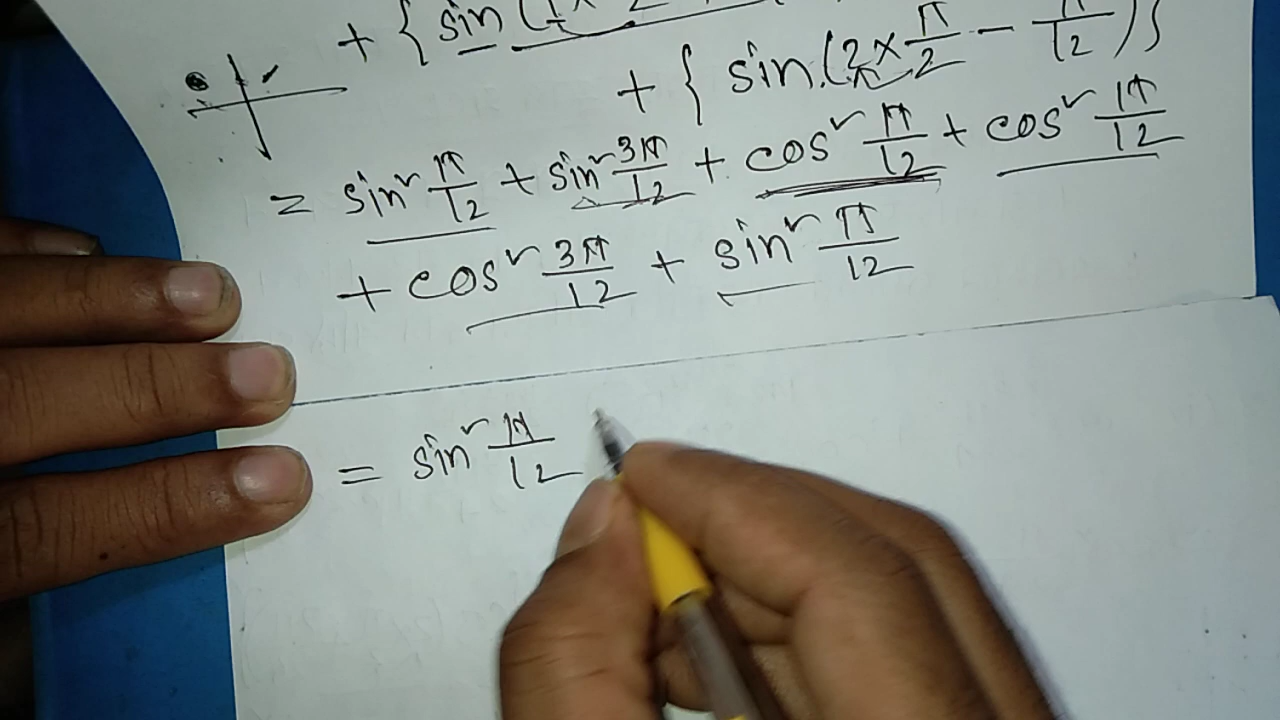 + { sin (
+ { sin (2 × π/2 − π/12) }
= sin² π/12 + sin² 3π/12 + cos² π/12 + cos² π/12
+ cos² 3π/12 + sin² π/12
= sin² π/12